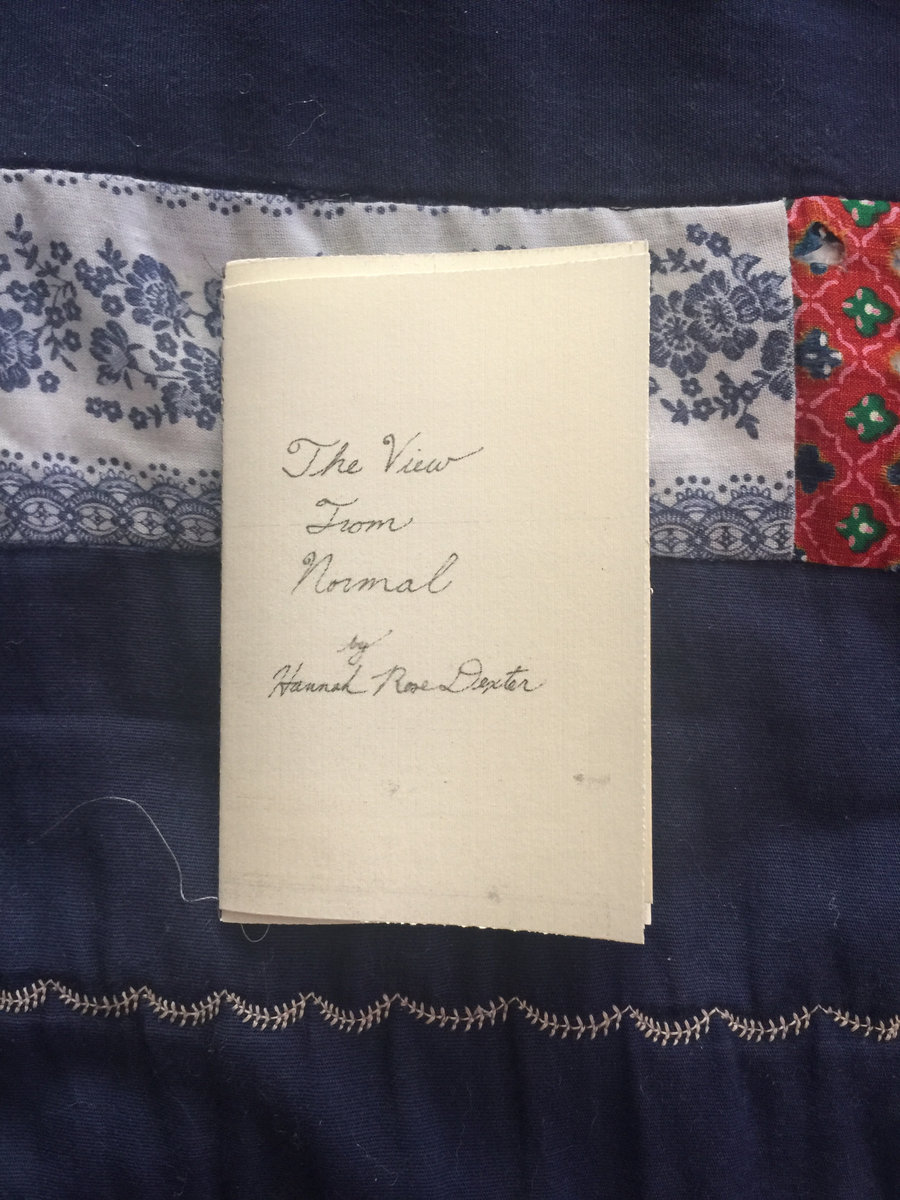 The View
From
Normal
by
Hannah Rose Dexter